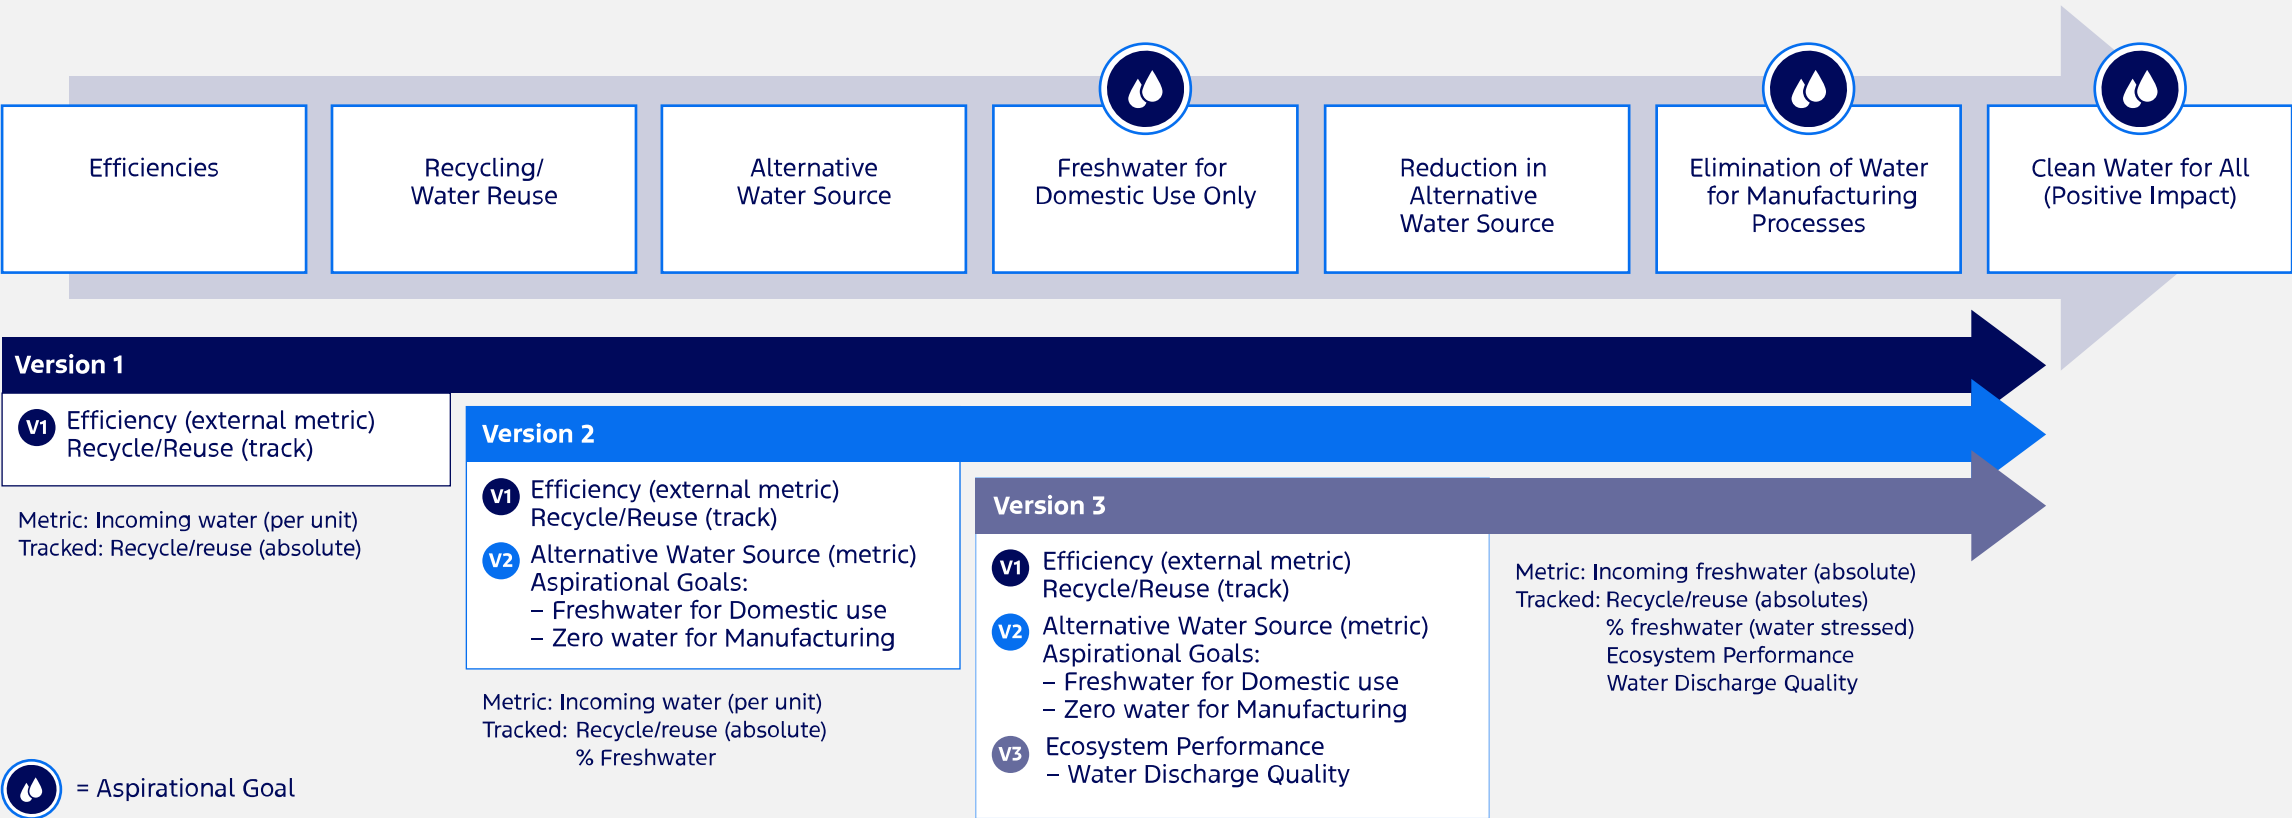 Efficiencies
Recycling/
Water Reuse
Alternative
Water Source
Freshwater for
Domestic Use Only
Reduction in
Alternative
Water Source
Elimination of Water
for Manufacturing
Processes
Clean Water for All
(Positive Impact)
Version 1
V1 Efficiency (external metric)
Recycle/Reuse (track)
Metric: Incoming water (per unit)
Tracked: Recycle/reuse (absolute)
Version 2
V1 Efficiency (external metric)
Recycle/Reuse (track)
V2 Alternative Water Source (metric)
Aspirational Goals:
– Freshwater for Domestic use
– Zero water for Manufacturing
Metric: Incoming water (per unit)
Tracked: Recycle/reuse (absolute)
% Freshwater
Version 3
V1 Efficiency (external metric)
Recycle/Reuse (track)
V2 Alternative Water Source (metric)
Aspirational Goals:
– Freshwater for Domestic use
– Zero water for Manufacturing
V3 Ecosystem Performance
– Water Discharge Quality
Metric: Incoming freshwater (absolute)
Tracked: Recycle/reuse (absolutes)
% freshwater (water stressed)
Ecosystem Performance
Water Discharge Quality
= Aspirational Goal